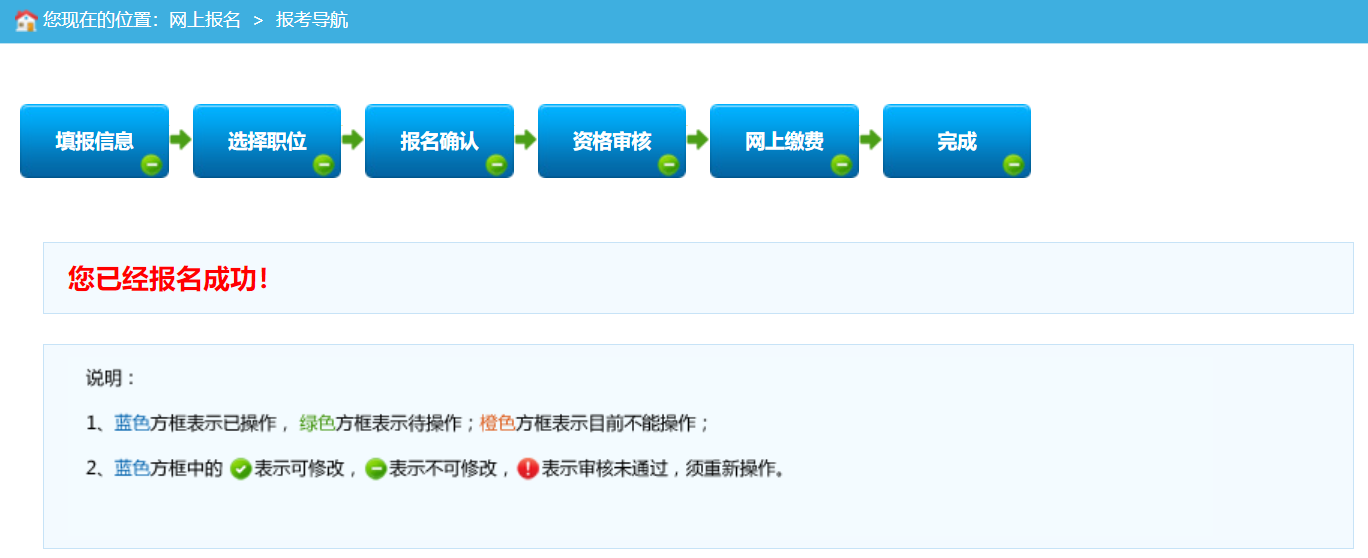 您现在的位置：网上报名 > 报考导航
填报信息 选择职位 报名确认 资格审核 网上缴费 完成
您已经报名成功！
说明：
1、蓝色方框表示已操作，绿色方框表示待操作；橙色方框表示目前不能操作；
2、蓝色方框中的 表示可修改， 表示不可修改， 表示审核未通过，须重新操作。